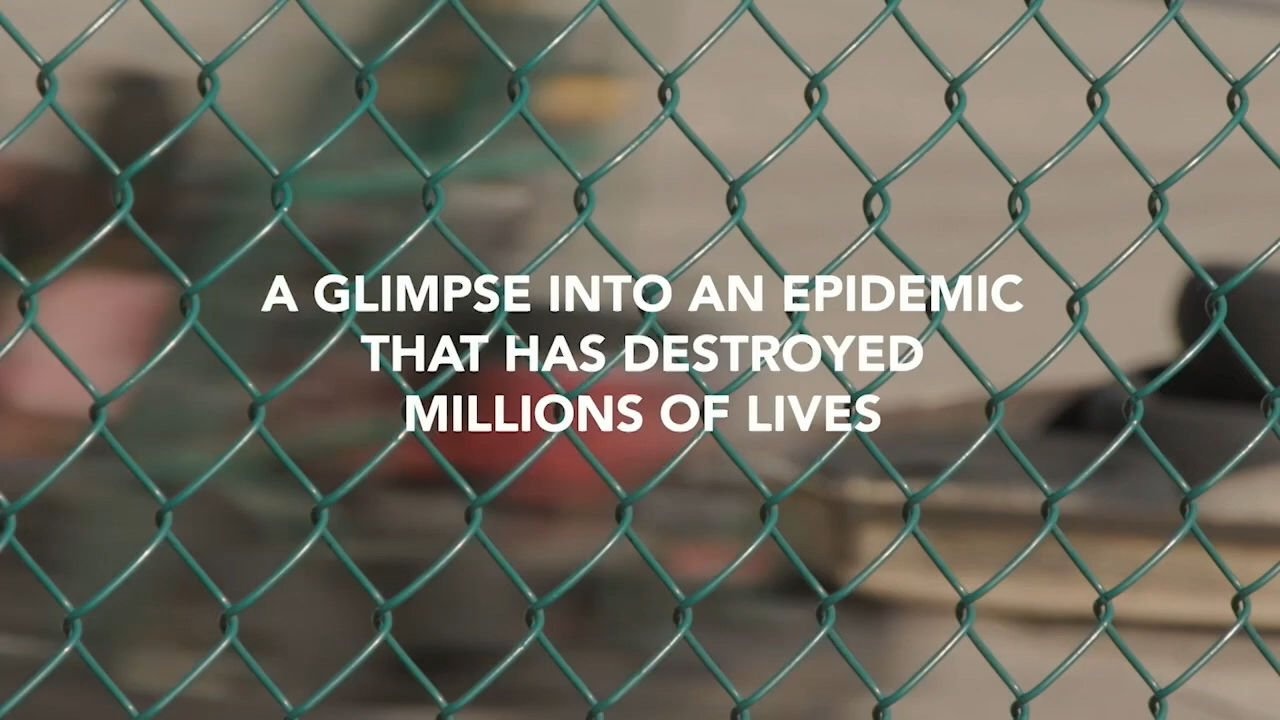 A GLIMPSE INTO AN EPIDEMIC
THAT HAS DESTROYED
MILLIONS OF LIVES